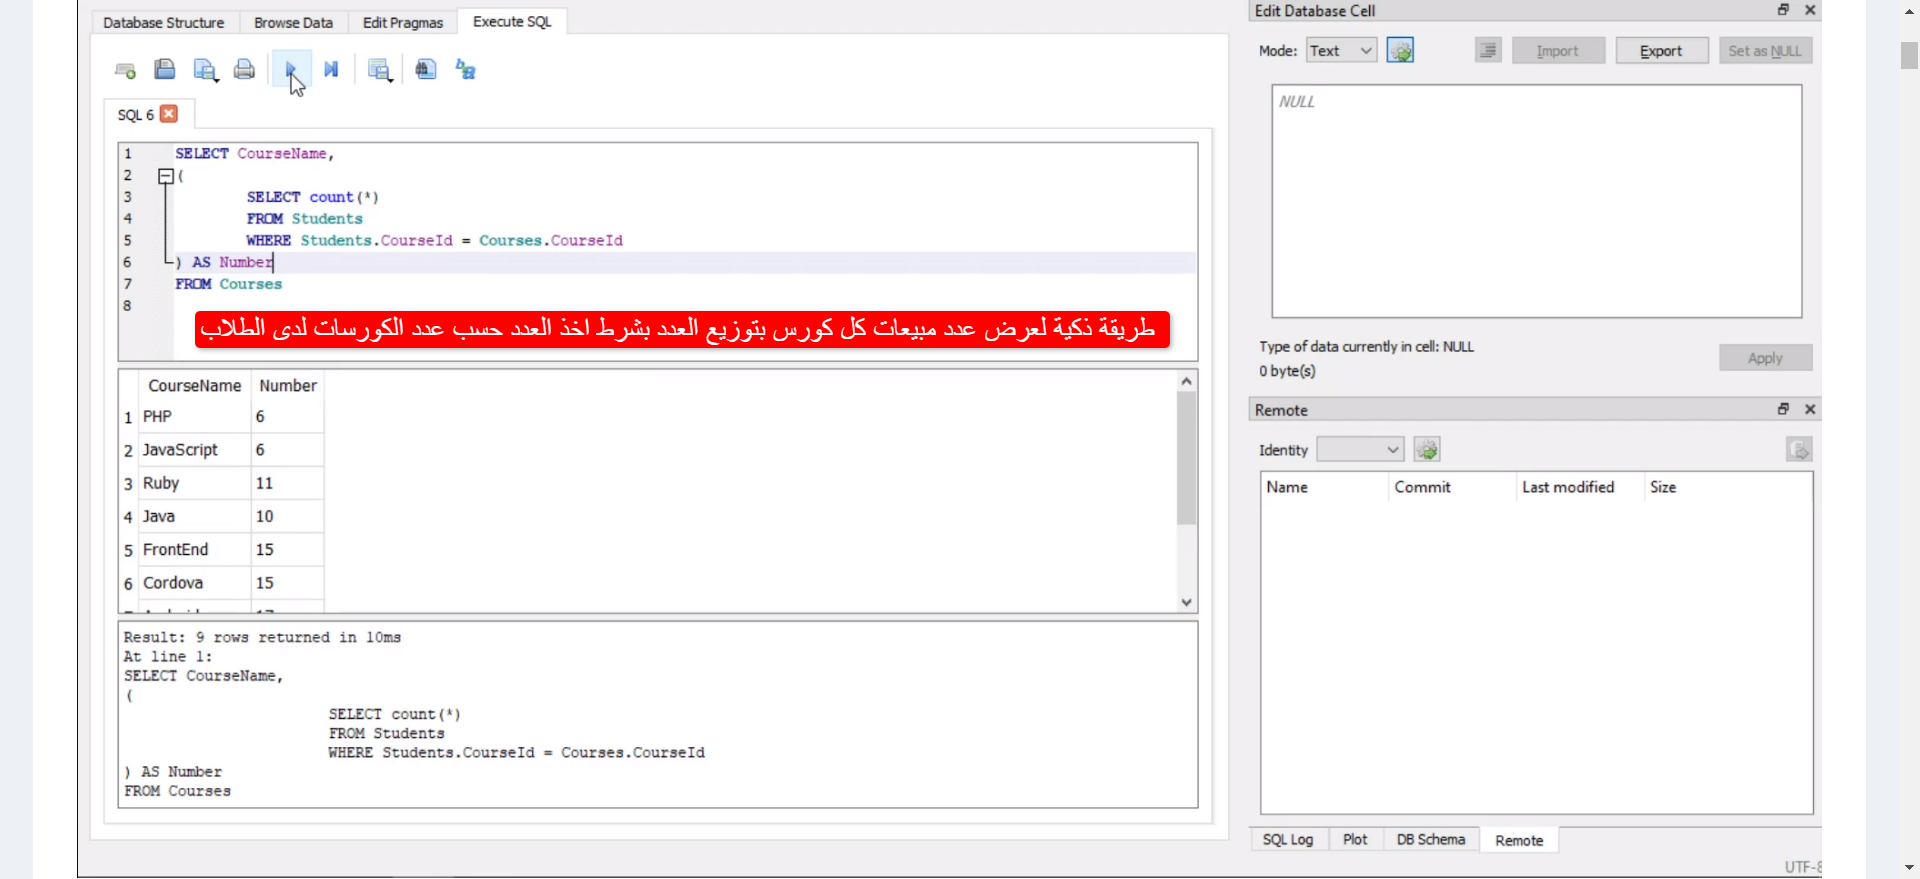 Database Structure
Browse Data
Edit Pragmas
Execute SQL
SQL 6
1 SELECT CourseName,
2 (
3 SELECT count(*)
4 FROM Students
5 WHERE Students.CourseId = Courses.CourseId
6 ) AS Number
7 FROM Courses
8
طريقة ذكية لعرض عدد مبيعات كل كورس بتوزيع العدد بشرط اخذ العدد حسب عدد الكورسات لدى الطلاب
CourseName Number
1 PHP 6
2 JavaScript 6
3 Ruby 11
4 Java 10
5 FrontEnd 15
6 Cordova 15
Result: 9 rows returned in 10ms
At line 1:
SELECT CourseName,
(
SELECT count(*)
FROM Students
WHERE Students.CourseId = Courses.CourseId
) AS Number
FROM Courses
Edit Database Cell
Mode: Text Import Export Set as NULL
NULL
Type of data currently in cell: NULL
0 byte(s)
Apply
Remote
Identity
Name Commit Last modified Size
SQL Log Plot DB Schema Remote